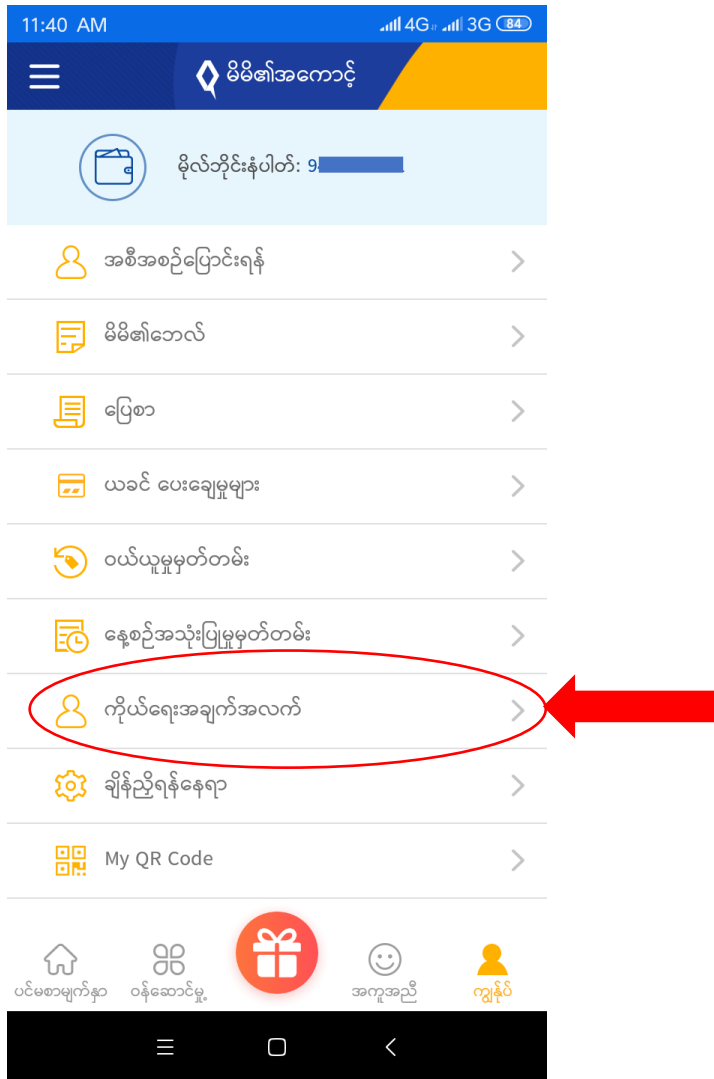 11:40 AM 4G 3G 84
မိမိ၏အကောင့်
မိုလ်ဘိုင်းနံပါတ်: 9
အစီအစဉ်ပြောင်းရန်
မိမိ၏ဘေလ်
ပြေစာ
ယခင် ပေးချေမှုများ
ဝယ်ယူမှုမှတ်တမ်း
နေ့စဉ်အသုံးပြုမှုမှတ်တမ်း
ကိုယ်ရေးအချက်အလက်
ချိန်ညှိရန်နေရာ
My QR Code
ပင်မစာမျက်နှာ ဝန်ဆောင်မှု့ အကူအညီ ကျွန်ုပ်